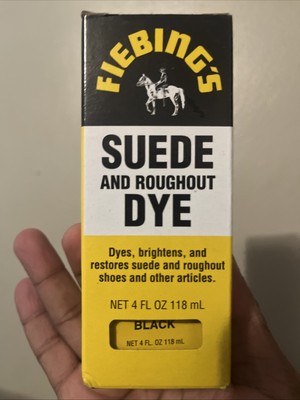 FIEBING'S
SUEDE
AND ROUGHOUT
DYE
Dyes, brightens, and
restores suede and roughout
shoes and other articles.
NET 4 FL OZ 118 mL
BLACK
NET 4 FL. OZ 118 mL